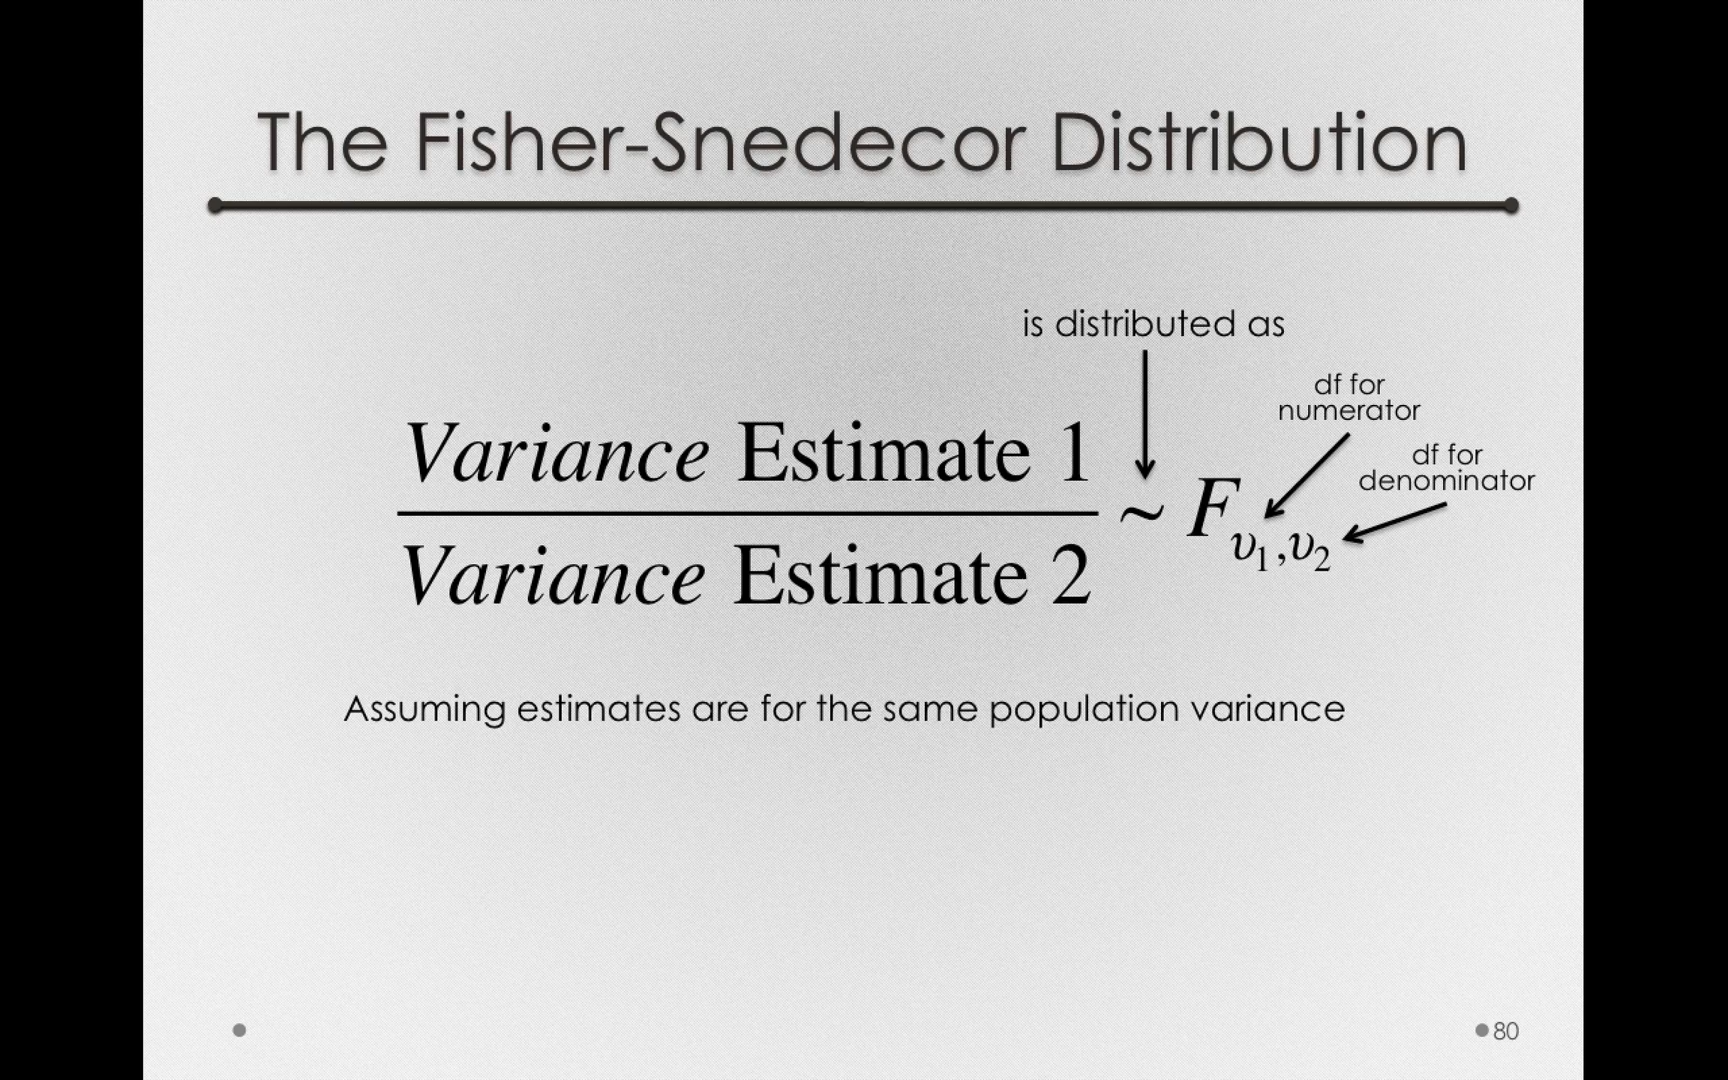 The Fisher-Snedecor Distribution
is distributed as
df for
numerator
df for
denominator
Variance Estimate 1
Variance Estimate 2
~ F υ1,υ2
Assuming estimates are for the same population variance
80